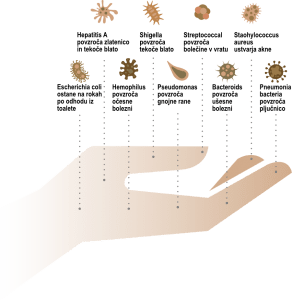 Hepatitis A
povzroča zlatenico
in tekoče blato
Shigella
povzroča
tekoče blato
Streptococcal
povzroča
bolečine v vratu
Staohylococcus
aureus
ustvarja akne
Escherichia coli
ostane na rokah
po odhodu iz
toalete
Hemophilus
povzroča
očesne
bolezni
Pseudomonas
povzroča
gnojne rane
Bacteroids
povzroča
ušesne
bolezni
Pneumonia
bacteria
povzroča
pljučnico